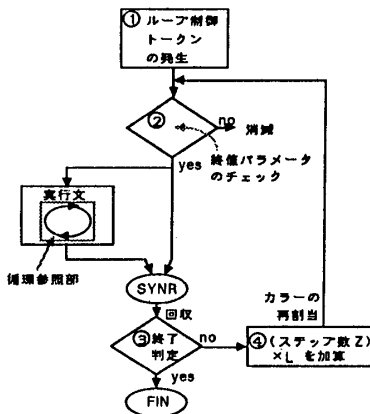 ① ループ制御
トークン
の発生
②
no
消滅
終値パラメータ
のチェック
yes
実行文
循環参照部
SYNR
回収
カラーの
再割当
③終了
判定
no
④(ステップ数Z)
×L を加算
yes
FIN